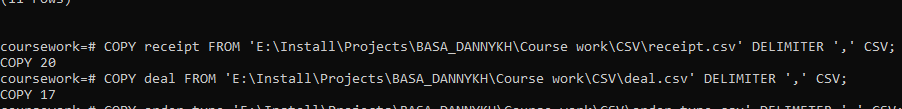 (11 rows)
coursework=# COPY receipt FROM 'E:\Install\Projects\BASA_DANNYKH\Course work\CSV\receipt.csv' DELIMITER ',' CSV;
COPY 20
coursework=# COPY deal FROM 'E:\Install\Projects\BASA_DANNYKH\Course work\CSV\deal.csv' DELIMITER ',' CSV;
COPY 17
coursework=# COPY order_type 'E:\Install\Projects\BASA_DANNYKH\Course work\CSV\order_type.csv' DELIMITER ',' CSV